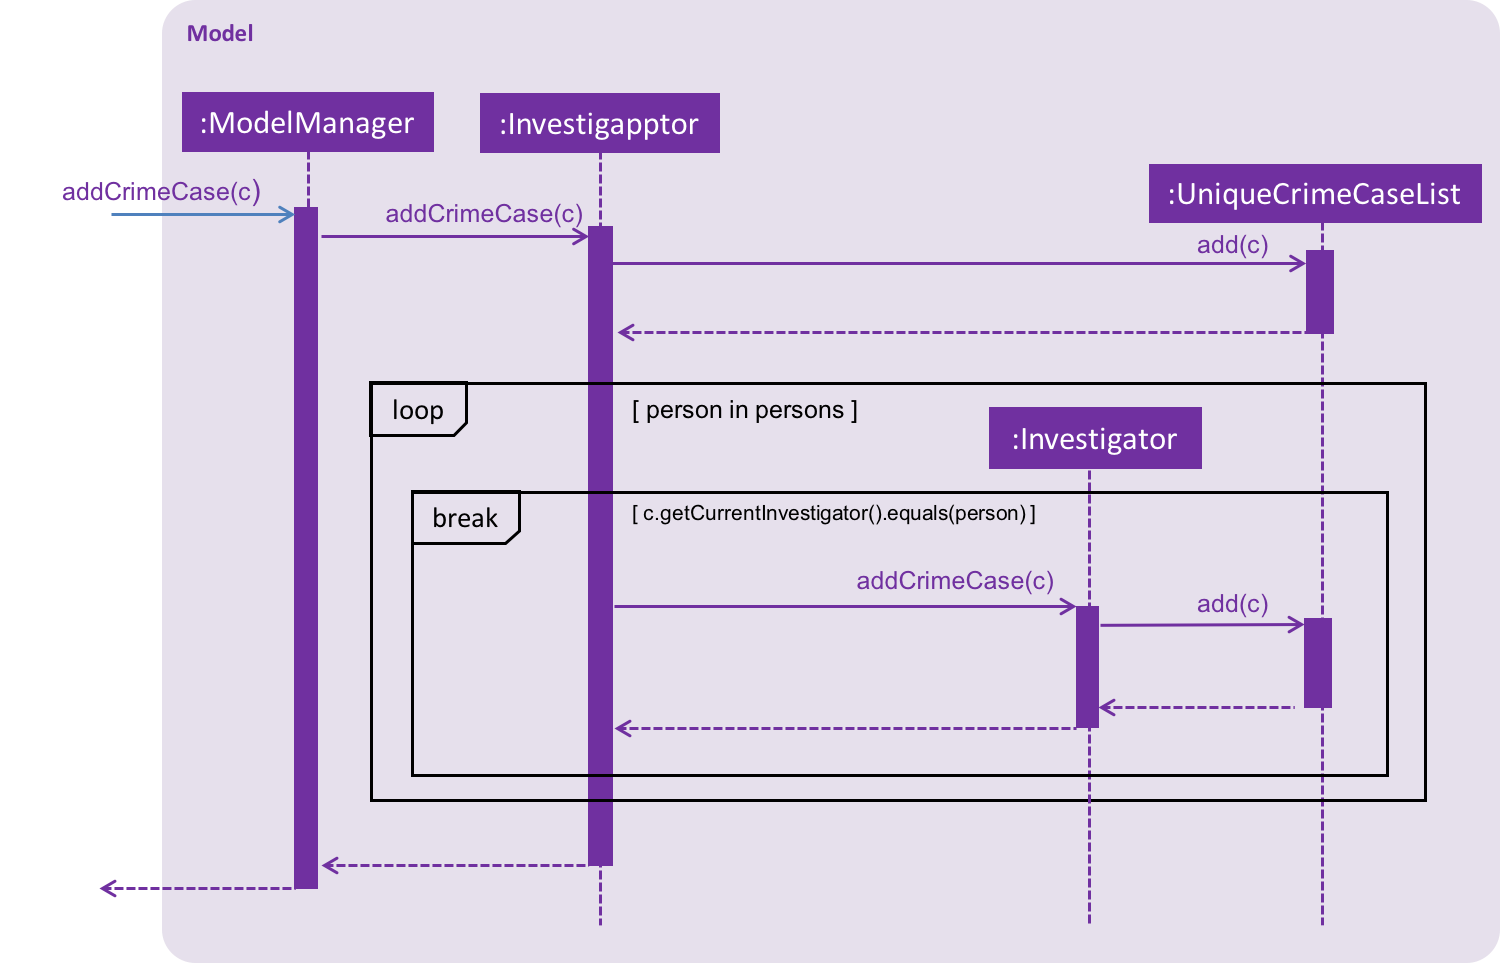 Model
:ModelManager
:Investigapptor
:UniqueCrimeCaseList
addCrimeCase(c)
addCrimeCase(c)
add(c)
loop
[ person in persons ]
:Investigator
break
[ c.getCurrentInvestigator().equals(person) ]
addCrimeCase(c)
add(c)